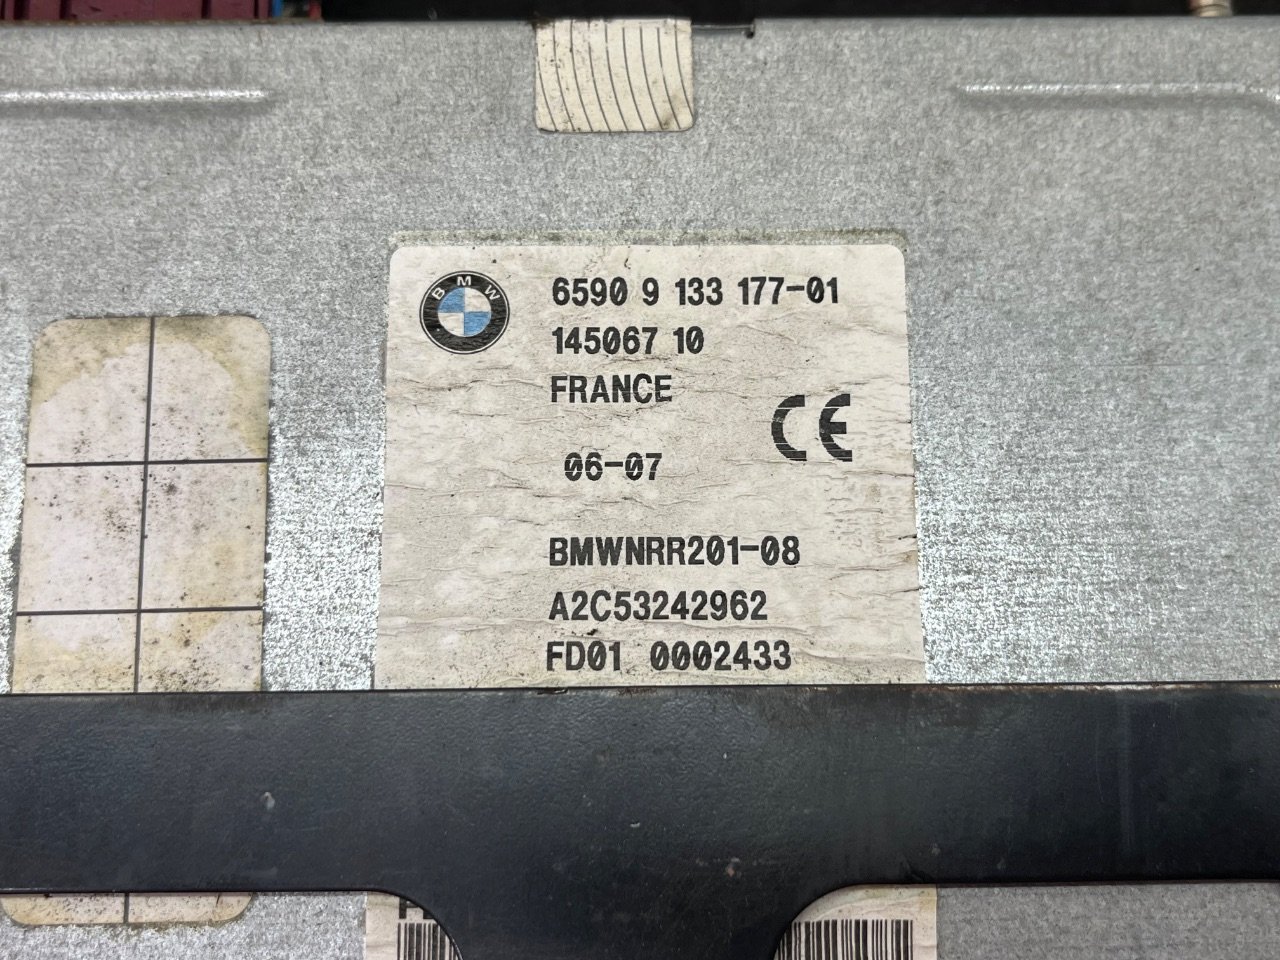 BMW
6590 9 133 177-01
145067 10
FRANCE
CE
06-07
BMWNRR201-08
A2C53242962
FD01 0002433